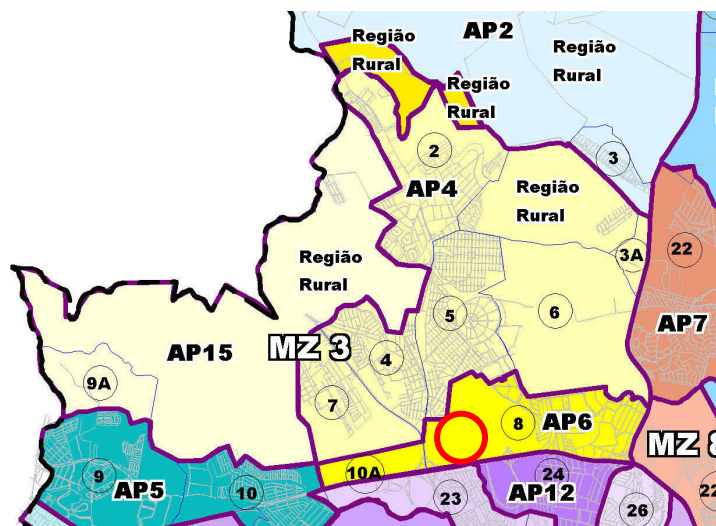 Região
Rural
AP2
Região
Rural
Região
Rural
2
3
AP4
Região
Rural
22
3A
Região
Rural
5
6
AP7
AP15
MZ 3
4
9A
7
8
AP6
MZ 8
9
AP5
10
10A
24
AP12
23
26
22